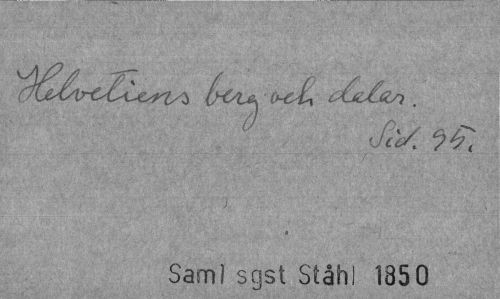 Helvetiens berg och dalar.
Sid. 95.
Saml sgst Ståhl 1850